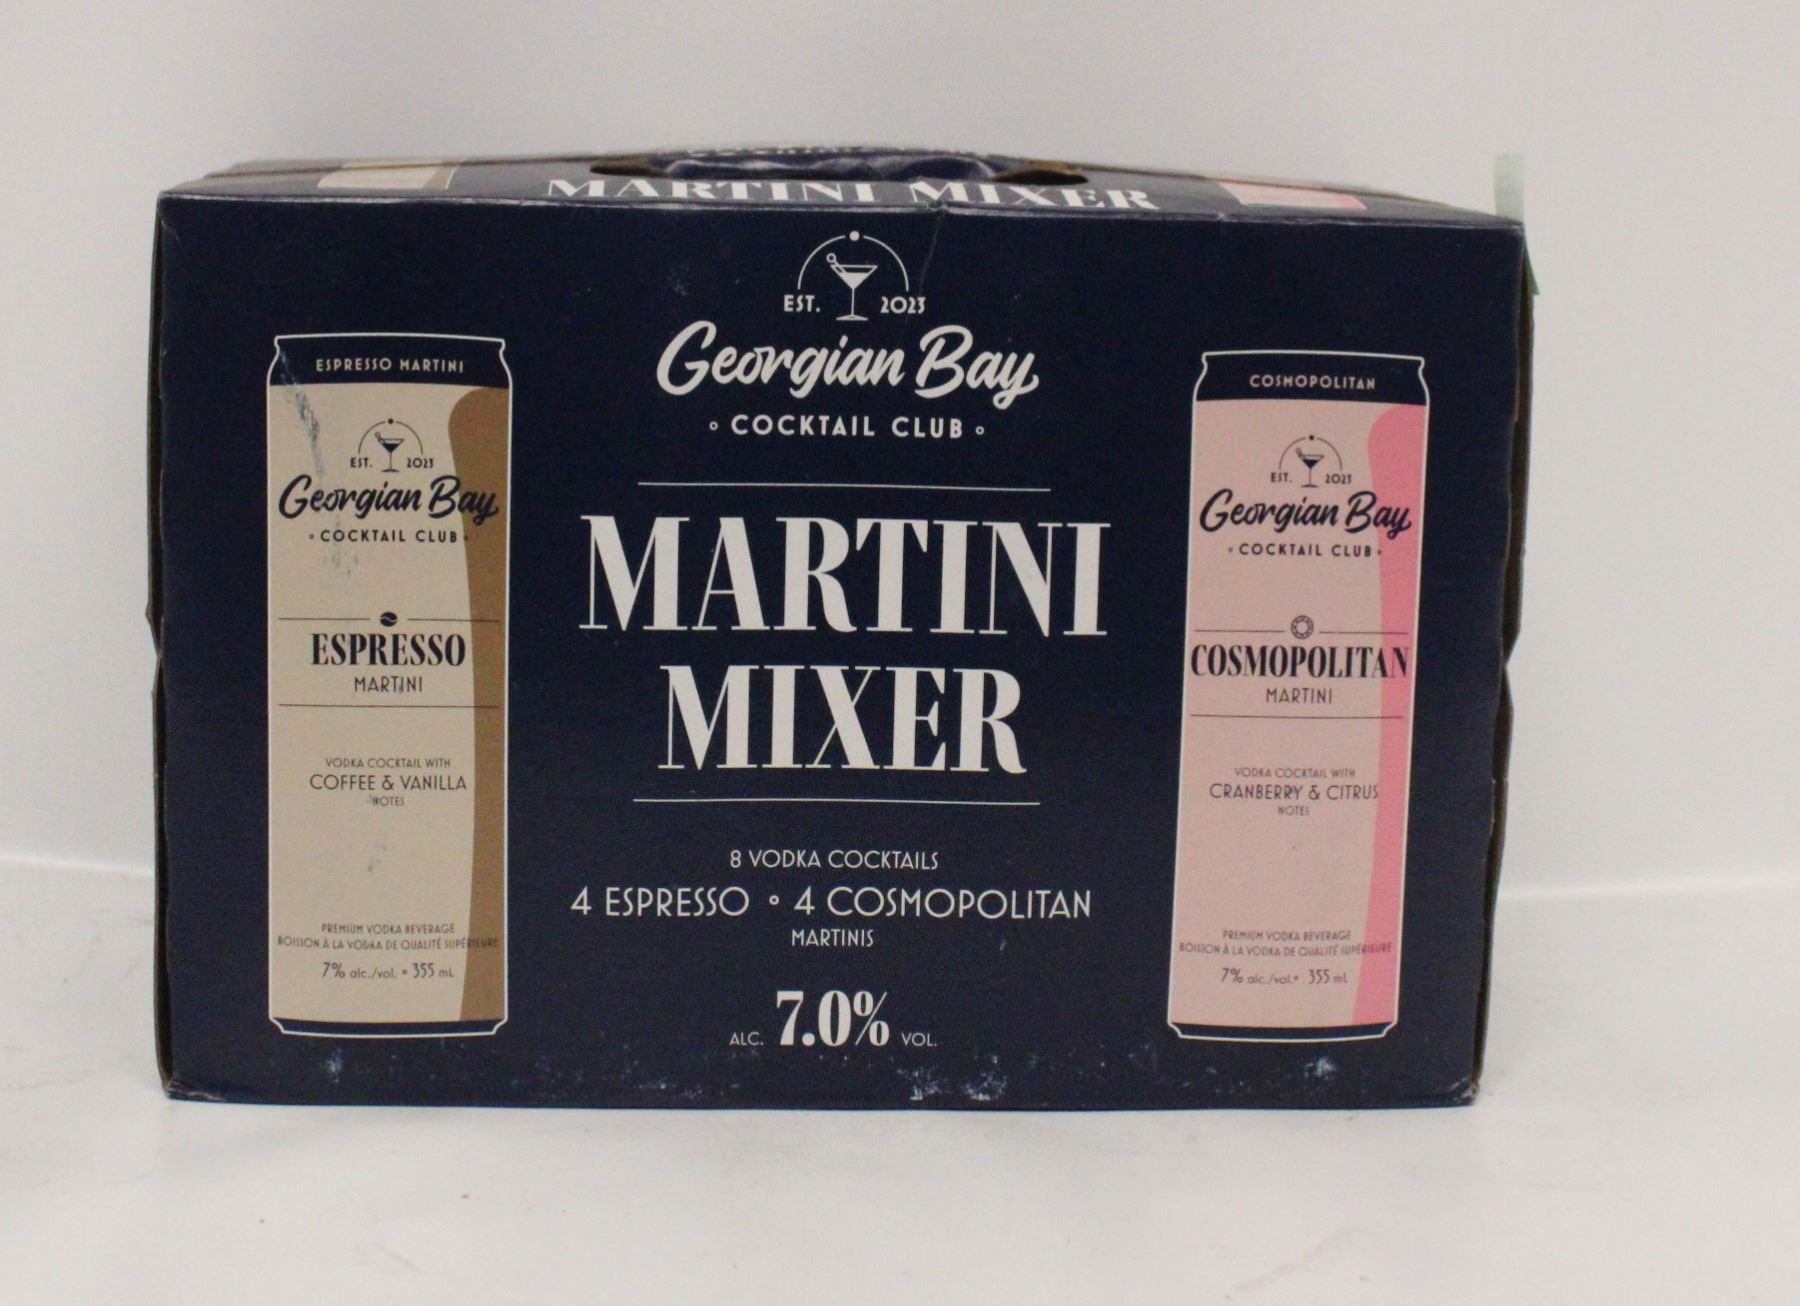 MARTINI MIXER
EST. 2023
Georgian Bay
COCKTAIL CLUB
MARTINI
MIXER
8 VODKA COCKTAILS
4 ESPRESSO • 4 COSMOPOLITAN
MARTINIS
ALC. 7.0% VOL.
ESPRESSO MARTINI
EST. 2023
Georgian Bay
COCKTAIL CLUB
ESPRESSO
MARTINI
VODKA COCKTAIL WITH
COFFEE & VANILLA
NOTES
PREMIUM VODKA BEVERAGE
BOISSON À LA VODKA DE QUALITÉ SUPÉRIEURE
7% alc./vol. • 355 mL
COSMOPOLITAN
EST. 2023
Georgian Bay
COCKTAIL CLUB
COSMOPOLITAN
MARTINI
VODKA COCKTAIL WITH
CRANBERRY & CITRUS
NOTES
PREMIUM VODKA BEVERAGE
BOISSON À LA VODKA DE QUALITÉ SUPÉRIEURE
7% alc./vol. • 355 mL